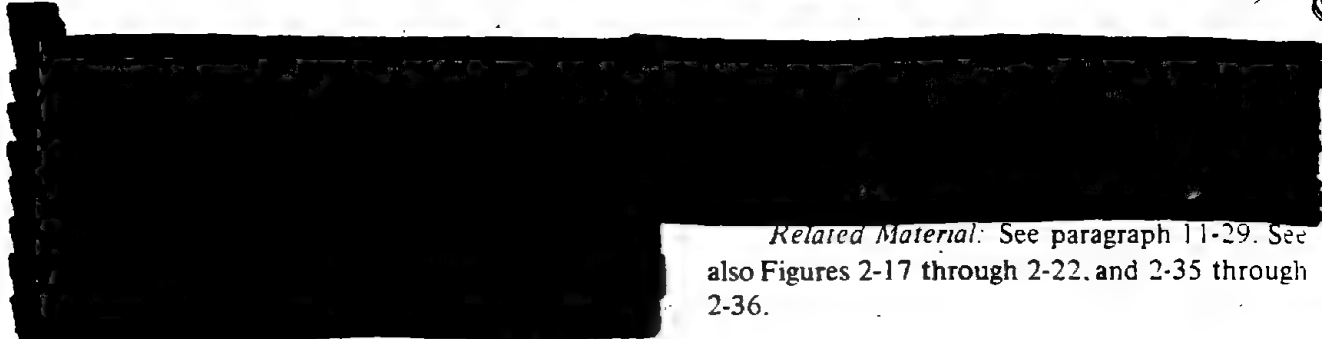 Related Material: See paragraph 11-29. See
also Figures 2-17 through 2-22. and 2-35 through
2-36.